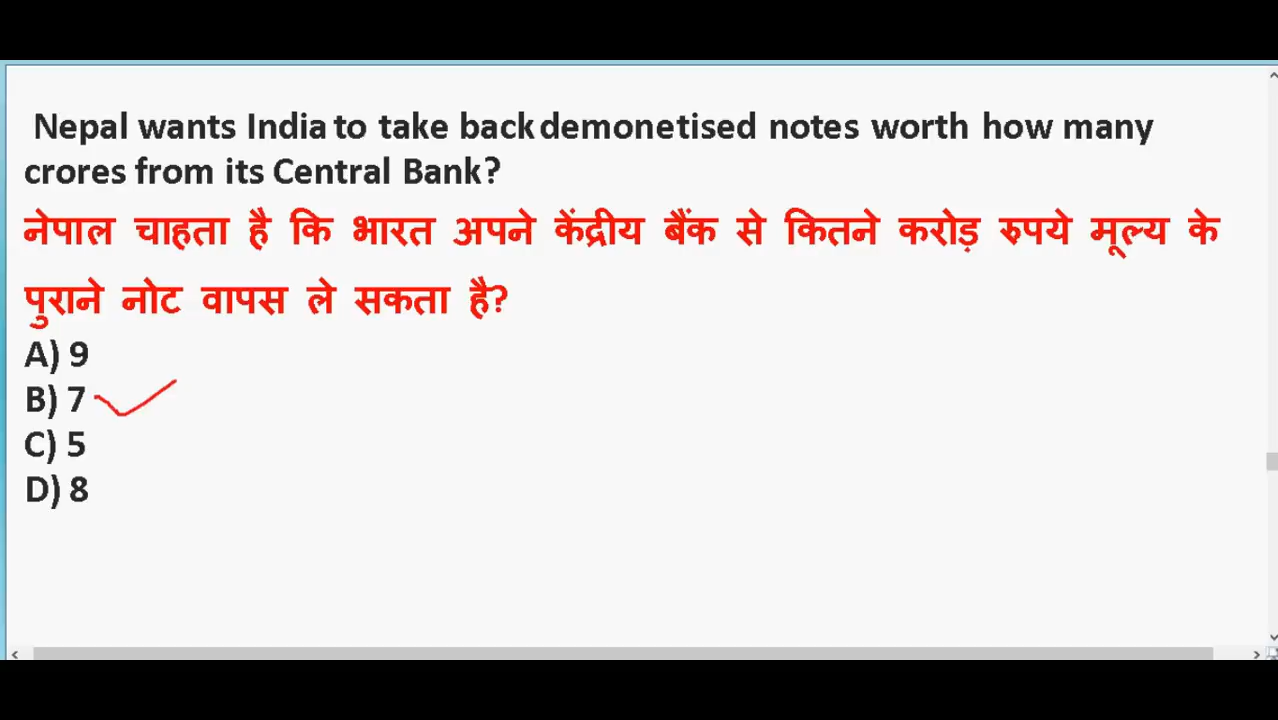 Nepal wants India to take back demonetised notes worth how many
crores from its Central Bank?
नेपाल चाहता है कि भारत अपने केंद्रीय बैंक से कितने करोड़ रुपये मूल्य के
पुराने नोट वापस ले सकता है?
A) 9
B) 7
C) 5
D) 8